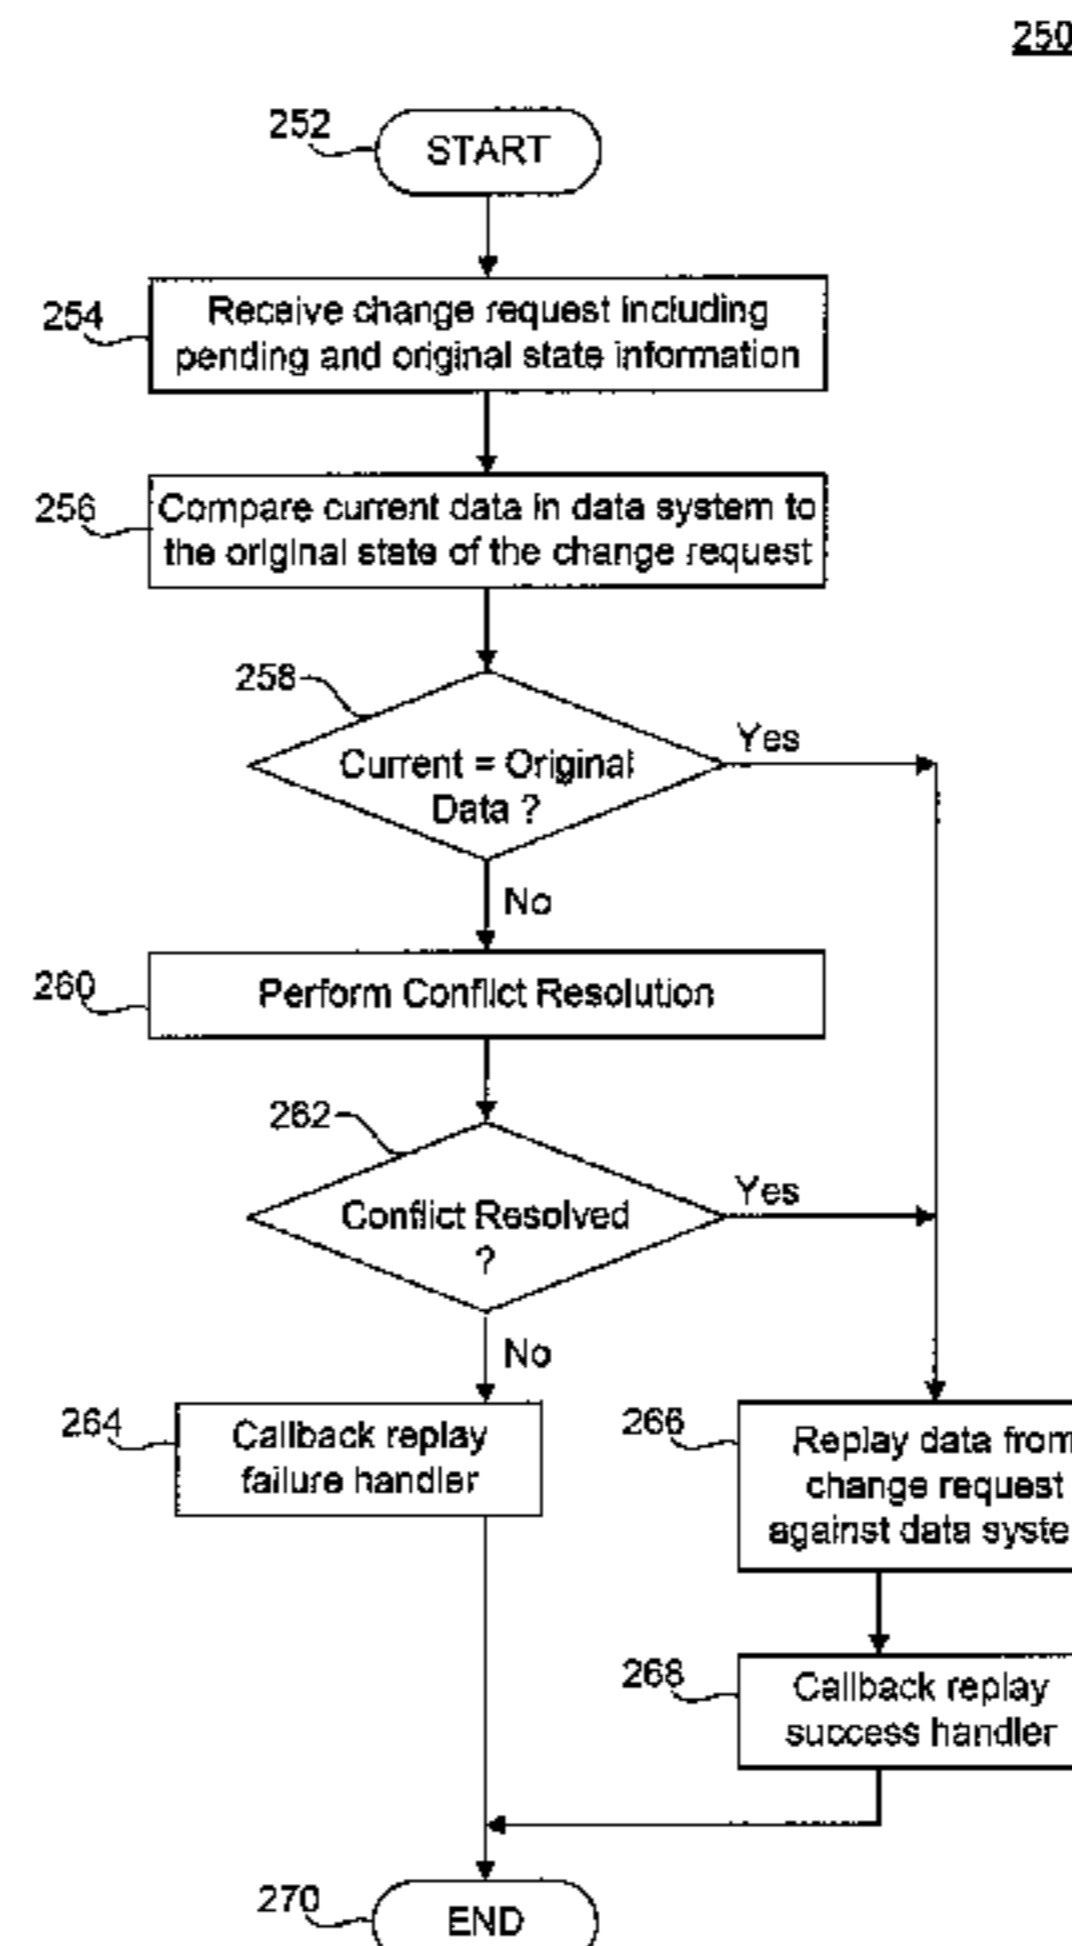 250
252
START
254
Receive change request including
pending and original state information
256
Compare current data in data system to
the original state of the change request
258
Current = Original
Data ?
Yes
No
260
Perform Conflict Resolution
262
Conflict Resolved
?
Yes
No
264
Callback replay
failure handler
266
Replay data from
change request
against data syste
268
Callback replay
success handler
270
END